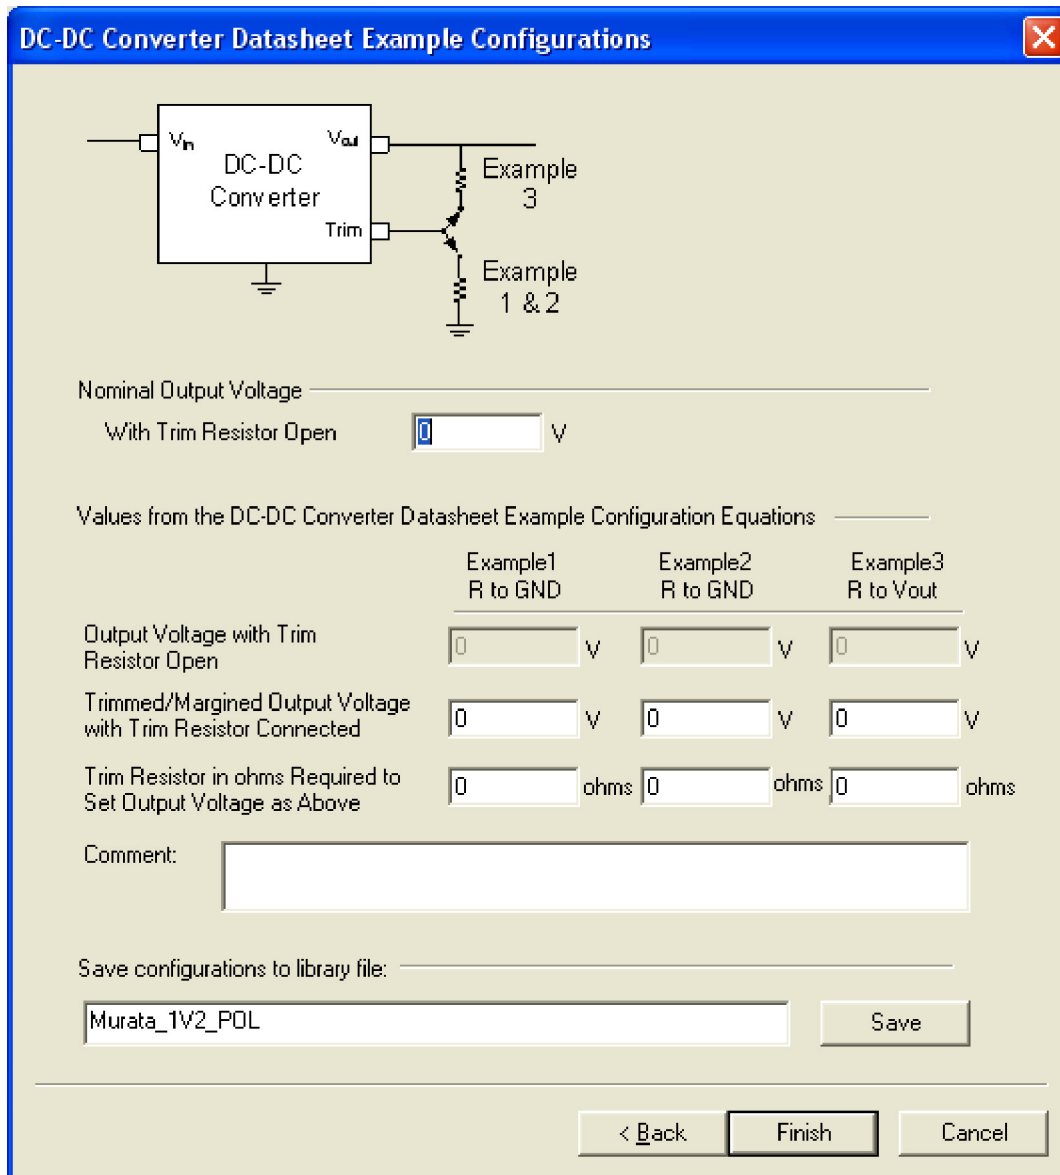 DC-DC Converter Datasheet Example Configurations
Vin
Vout
DC-DC
Converter
Trim
Example
3
Example
1 & 2
Nominal Output Voltage
With Trim Resistor Open 0 V
Values from the DC-DC Converter Datasheet Example Configuration Equations
Example1 Example2 Example3
R to GND R to GND R to Vout
Output Voltage with Trim
Resistor Open 0 V 0 V 0 V
Trimmed/Margined Output Voltage
with Trim Resistor Connected 0 V 0 V 0 V
Trim Resistor in ohms Required to
Set Output Voltage as Above 0 ohms 0 ohms 0 ohms
Comment:
Save configurations to library file:
Murata_1V2_POL Save
< Back Finish Cancel